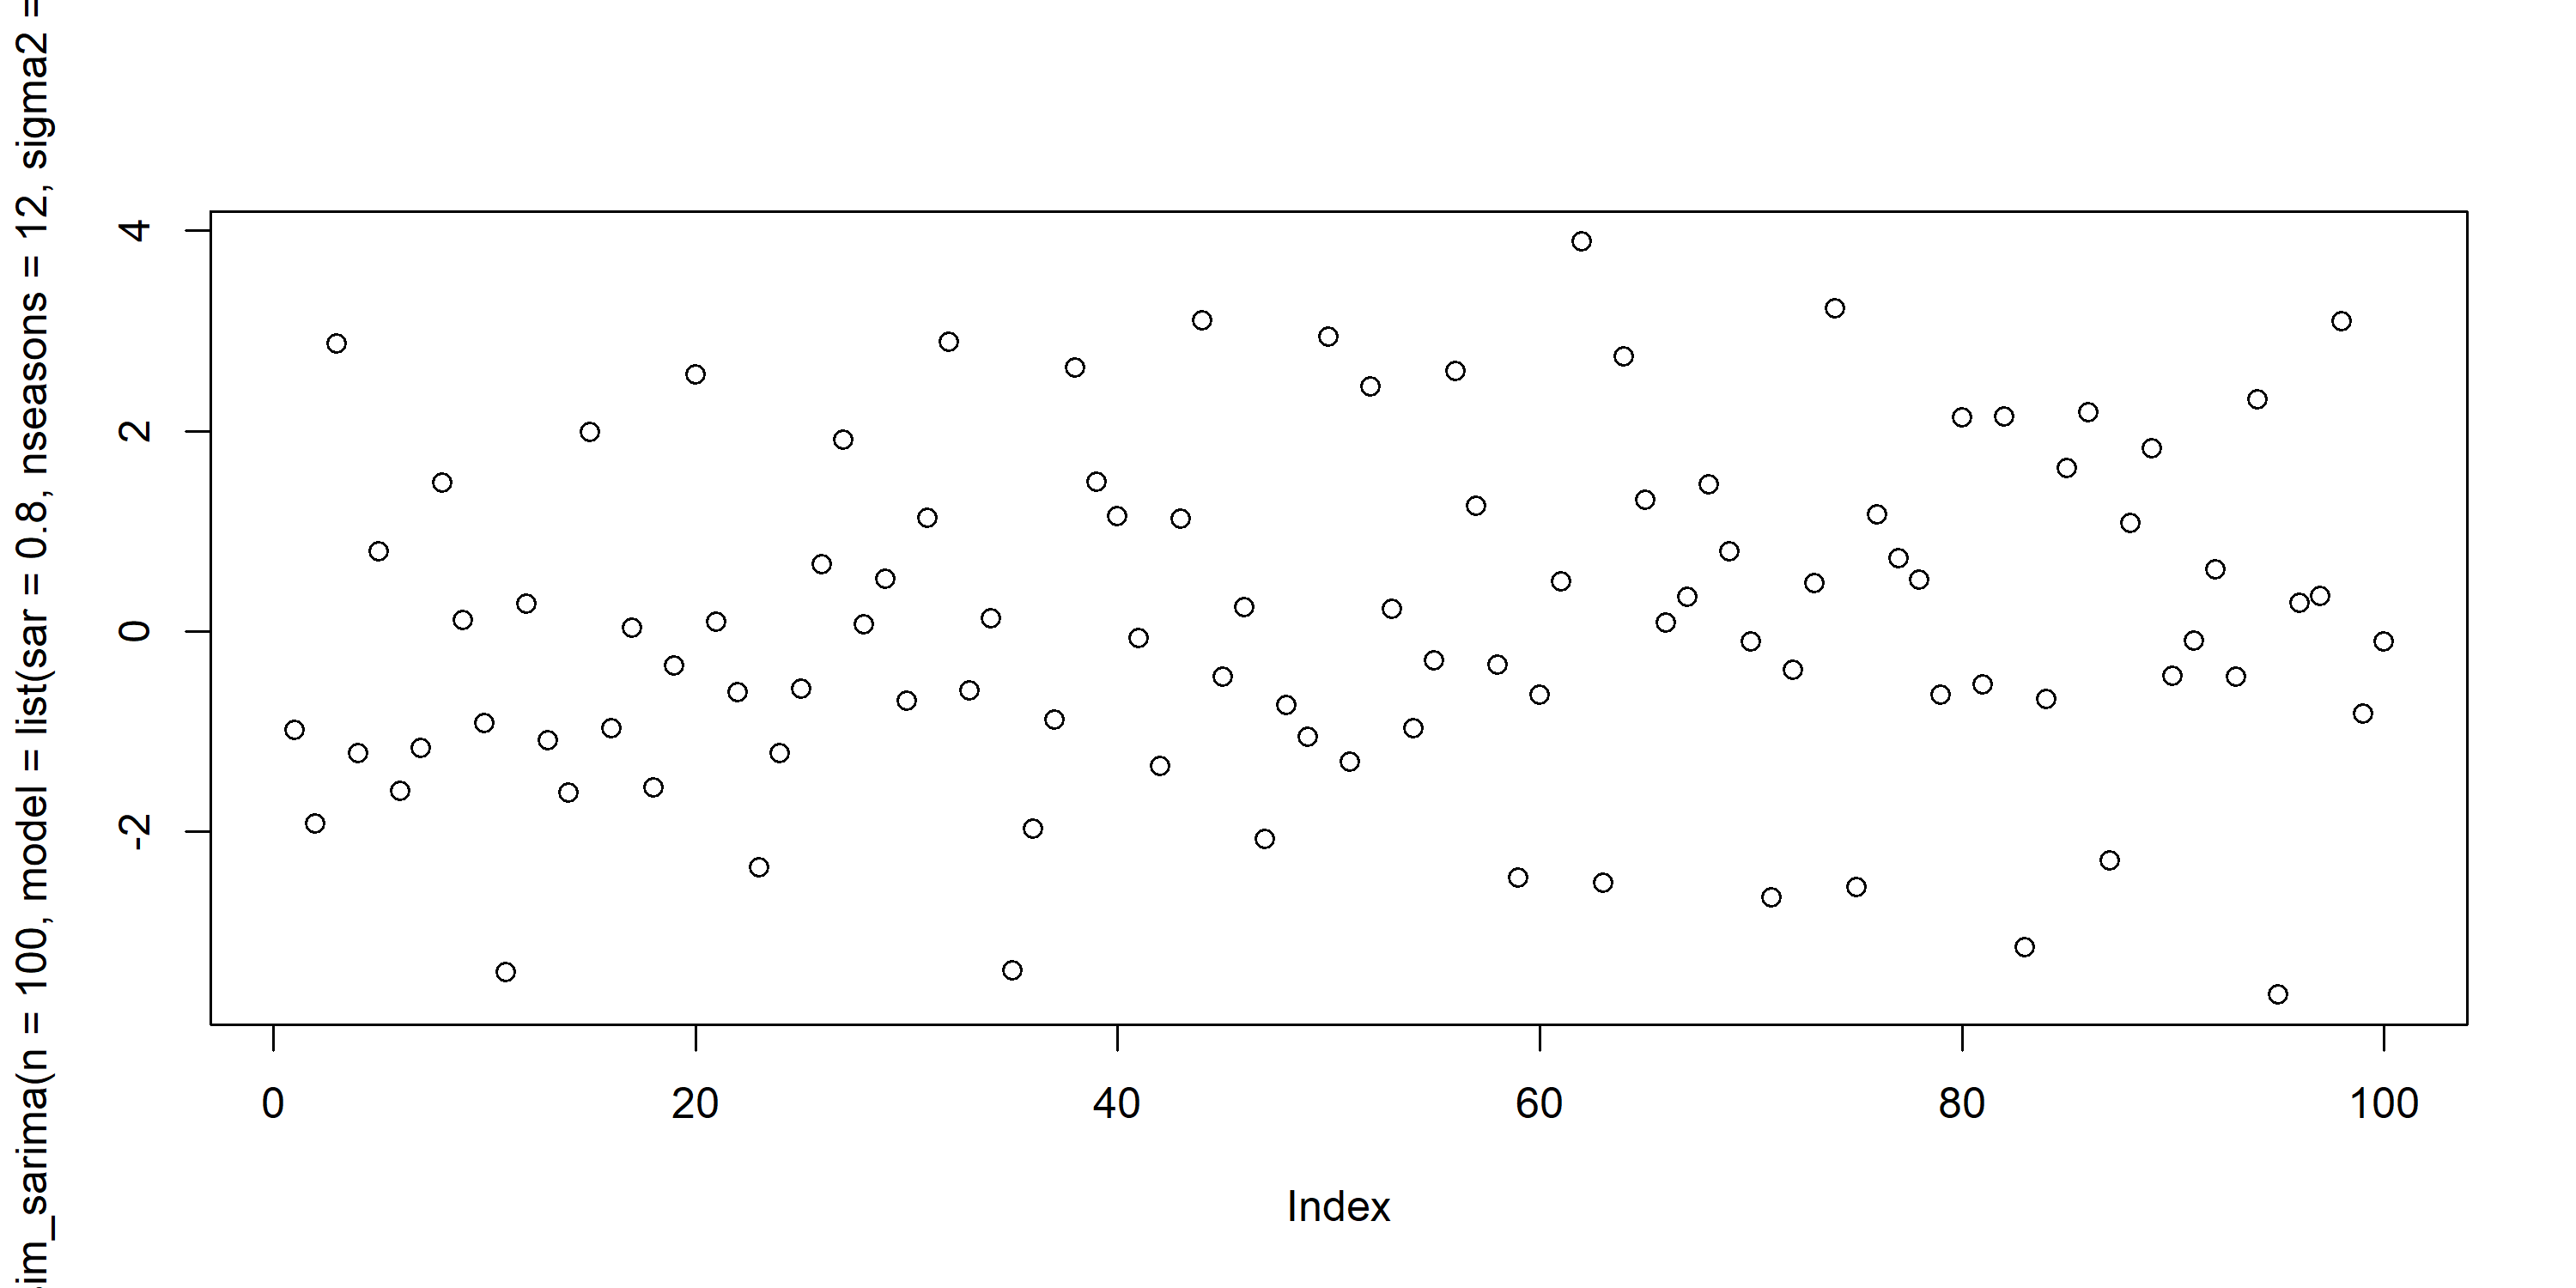 im_sarima(n = 100, model = list(sar = 0.8, nseasons = 12, sigma2 =
4
2
0
-2
0 20 40 60 80 100
Index